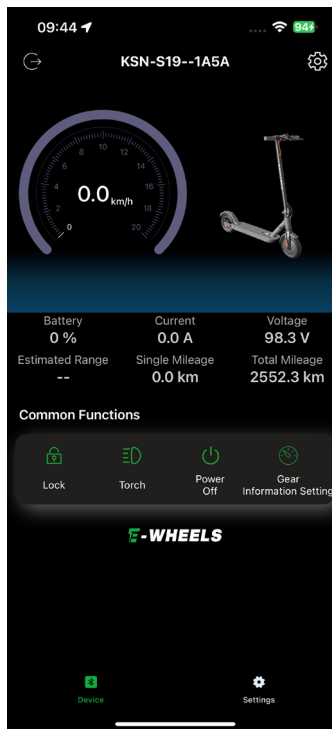 09:44
94
KSN-S19--1A5A
0.0 km/h
0
2
4
6
8
10
12
14
16
18
20
Battery
0 %
Current
0.0 A
Voltage
98.3 V
Estimated Range
--
Single Mileage
0.0 km
Total Mileage
2552.3 km
Common Functions
Lock
Torch
Power
Off
Gear
Information Setting
E-WHEELS
Device
Settings